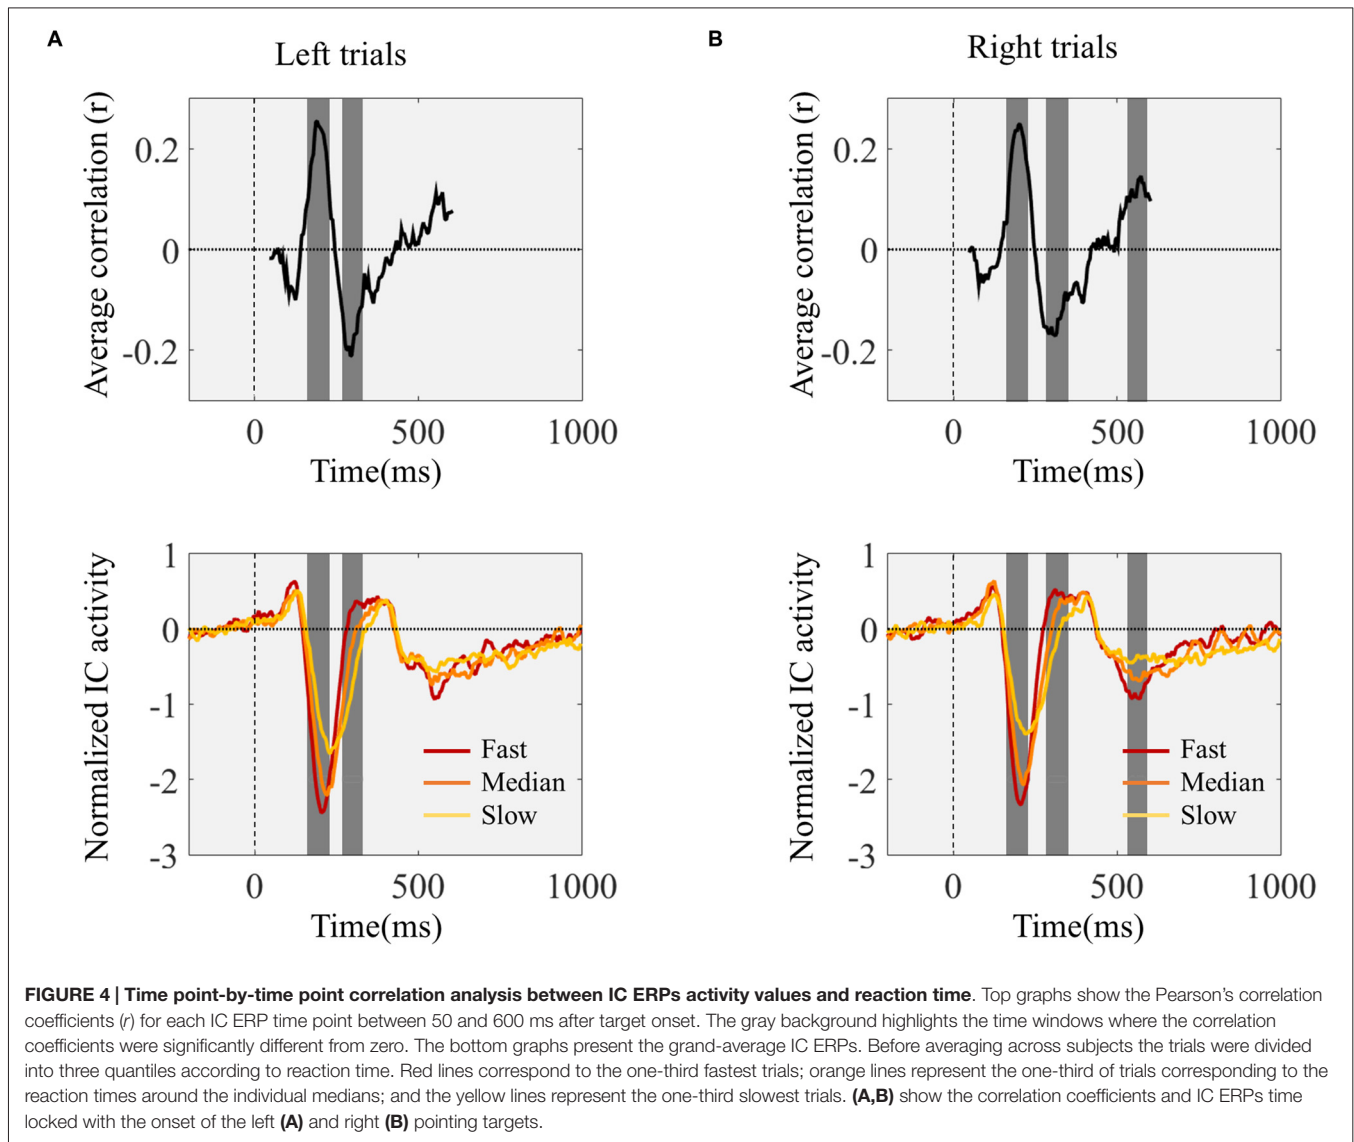 A
Left trials
Average correlation (r)
0.2
0
-0.2
0
500
1000
Time(ms)
Normalized IC activity
1
0
-1
-2
-3
Fast
Median
Slow
0
500
1000
Time(ms)
B
Right trials
Average correlation (r)
0.2
0
-0.2
0
500
1000
Time(ms)
Normalized IC activity
1
0
-1
-2
-3
Fast
Median
Slow
0
500
1000
Time(ms)
FIGURE 4 | Time point-by-time point correlation analysis between IC ERPs activity values and reaction time. Top graphs show the Pearson's correlation
coefficients (r) for each IC ERP time point between 50 and 600 ms after target onset. The gray background highlights the time windows where the correlation
coefficients were significantly different from zero. The bottom graphs present the grand-average IC ERPs. Before averaging across subjects the trials were divided
into three quantiles according to reaction time. Red lines correspond to the one-third fastest trials; orange lines represent the one-third of trials corresponding to the
reaction times around the individual medians; and the yellow lines represent the one-third slowest trials. (A,B) show the correlation coefficients and IC ERPs time
locked with the onset of the left (A) and right (B) pointing targets.